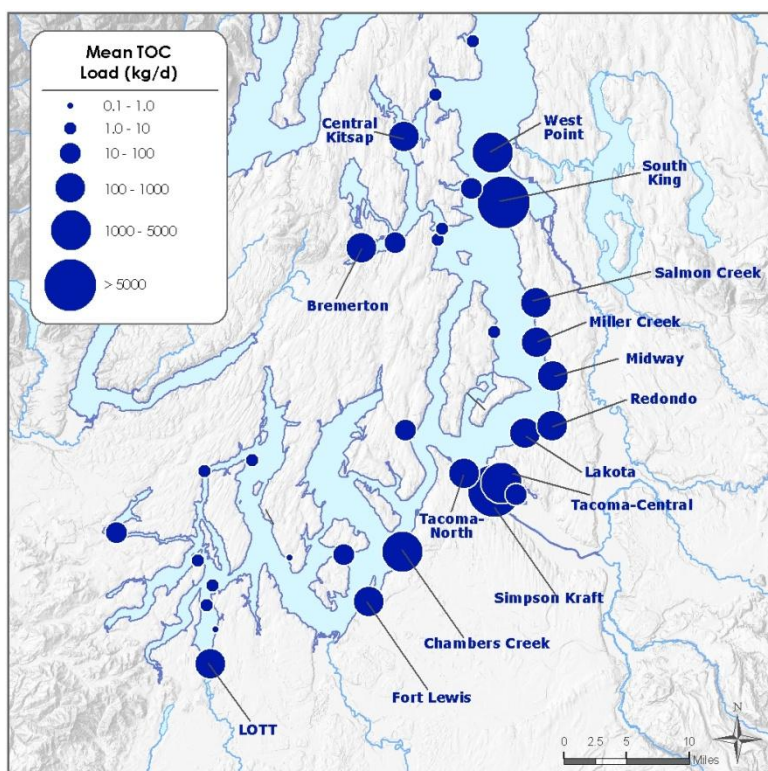 Mean TOC
Load (kg/d)
0.1 - 1.0
1.0 - 10
10 - 100
100 - 1000
1000 - 5000
> 5000
Central
Kitsap
West
Point
South
King
Bremerton
Salmon Creek
Miller Creek
Midway
Redondo
Lakota
Tacoma-Central
Tacoma-
North
Simpson Kraft
Chambers Creek
Fort Lewis
LOTT
N
0 2.5 5 10
Miles